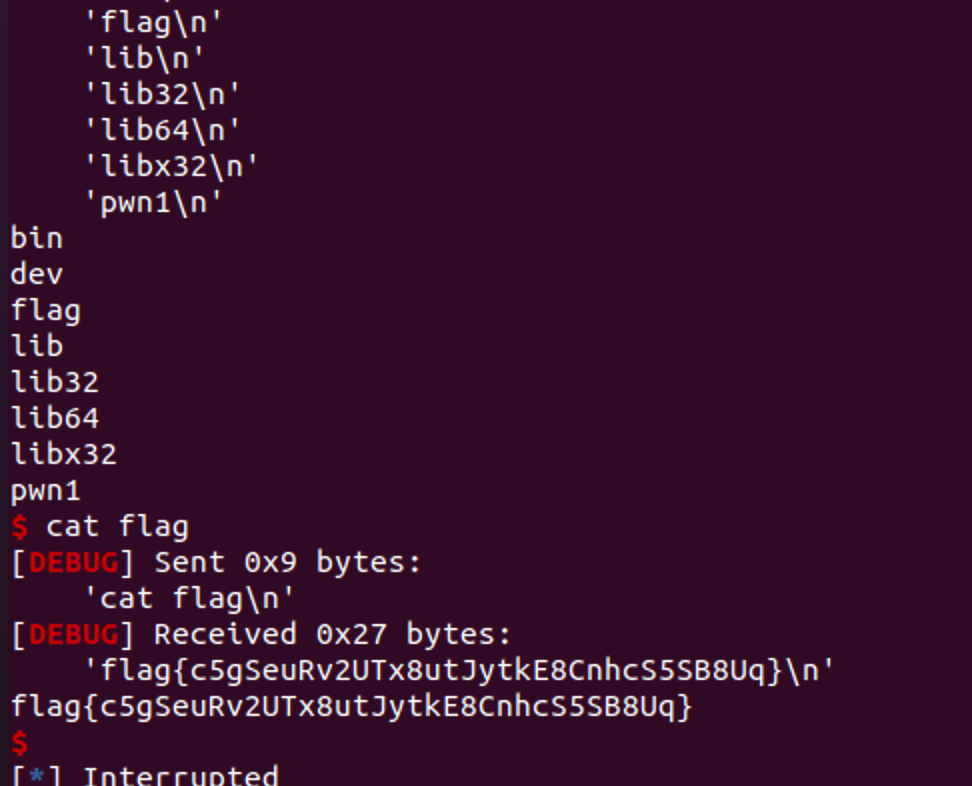 'flag\n'
'lib\n'
'lib32\n'
'lib64\n'
'libx32\n'
'pwn1\n'
bin
dev
flag
lib
lib32
lib64
libx32
pwn1
$ cat flag
[DEBUG] Sent 0x9 bytes:
'cat flag\n'
[DEBUG] Received 0x27 bytes:
'flag{c5gSeuRv2UTx8utJytkE8CnhcS5SB8Uq}\n'
flag{c5gSeuRv2UTx8utJytkE8CnhcS5SB8Uq}
$
[*] Interrupted